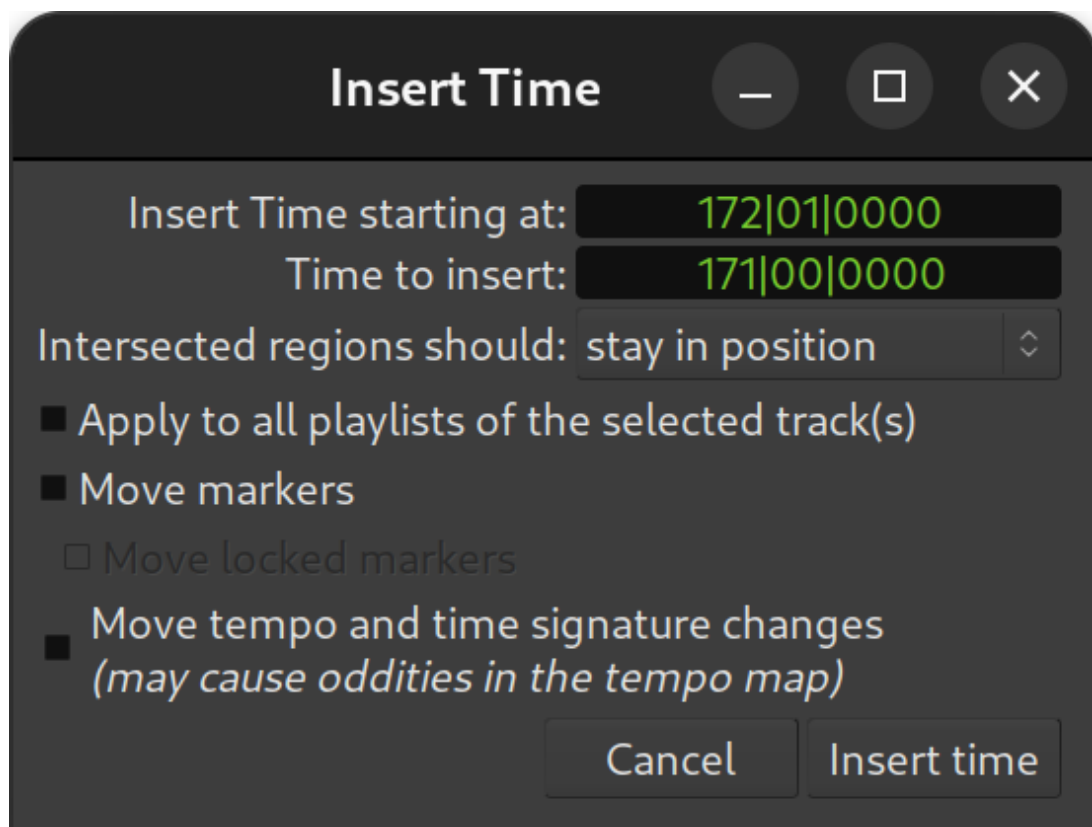 Insert Time
Insert Time starting at: 172|01|0000
Time to insert: 171|00|0000
Intersected regions should: stay in position
Apply to all playlists of the selected track(s)
Move markers
Move locked markers
Move tempo and time signature changes
(may cause oddities in the tempo map)
Cancel Insert time